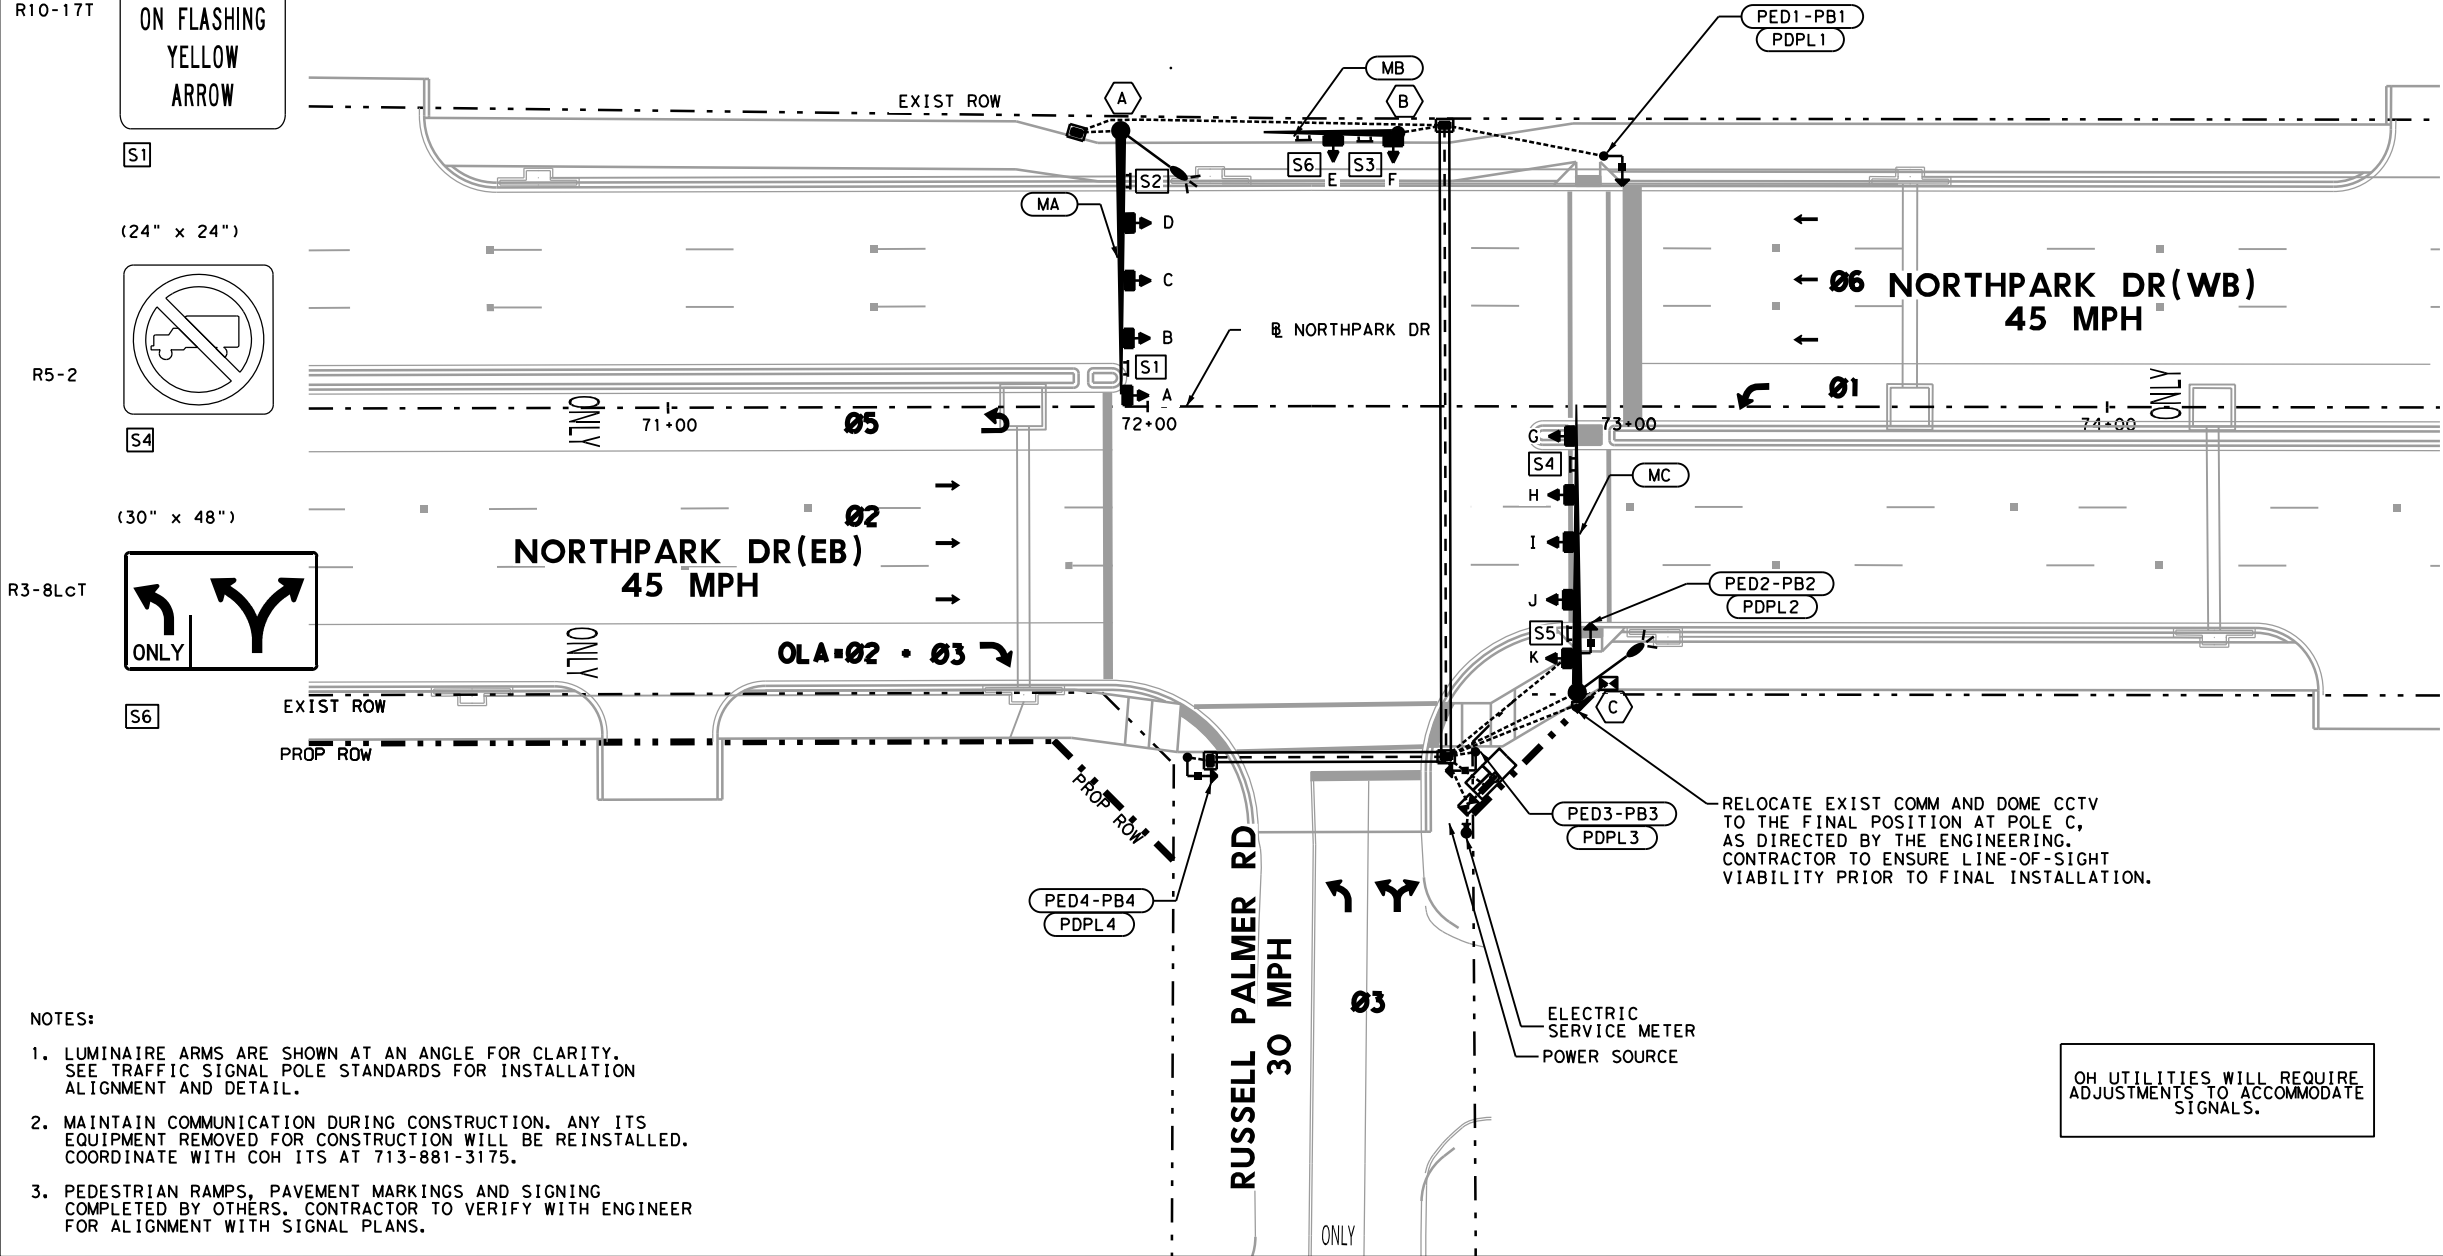 R10-17T
ON FLASHING
YELLOW
ARROW
S1
(24" x 24")
R5-2
S4
(30" x 48")
R3-8LcT
ONLY
S6
PED1-PB1
PDPL1
MB
A
B
EXIST ROW
S2
S6
S3
E
F
MA
D
C
B
S1
A
℄ NORTHPARK DR
Ø6 NORTHPARK DR(WB)
45 MPH
Ø1
ONLY
ONLY
71+00
Ø5
72+00
73+00
74+00
G
S4
H
MC
I
J
S5
K
Ø2
NORTHPARK DR(EB)
45 MPH
PED2-PB2
PDPL2
ONLY
OLA=Ø2 + Ø3
EXIST ROW
PROP ROW
PROP ROW
C
PED3-PB3
PDPL3
RELOCATE EXIST COMM AND DOME CCTV
TO THE FINAL POSITION AT POLE C,
AS DIRECTED BY THE ENGINEERING.
CONTRACTOR TO ENSURE LINE-OF-SIGHT
VIABILITY PRIOR TO FINAL INSTALLATION.
PED4-PB4
PDPL4
RUSSELL PALMER RD
30 MPH
Ø3
ONLY
ELECTRIC
SERVICE METER
POWER SOURCE
NOTES:
1. LUMINAIRE ARMS ARE SHOWN AT AN ANGLE FOR CLARITY.
SEE TRAFFIC SIGNAL POLE STANDARDS FOR INSTALLATION
ALIGNMENT AND DETAIL.
2. MAINTAIN COMMUNICATION DURING CONSTRUCTION. ANY ITS
EQUIPMENT REMOVED FOR CONSTRUCTION WILL BE REINSTALLED.
COORDINATE WITH COH ITS AT 713-881-3175.
3. PEDESTRIAN RAMPS, PAVEMENT MARKINGS AND SIGNING
COMPLETED BY OTHERS. CONTRACTOR TO VERIFY WITH ENGINEER
FOR ALIGNMENT WITH SIGNAL PLANS.
OH UTILITIES WILL REQUIRE
ADJUSTMENTS TO ACCOMMODATE
SIGNALS.